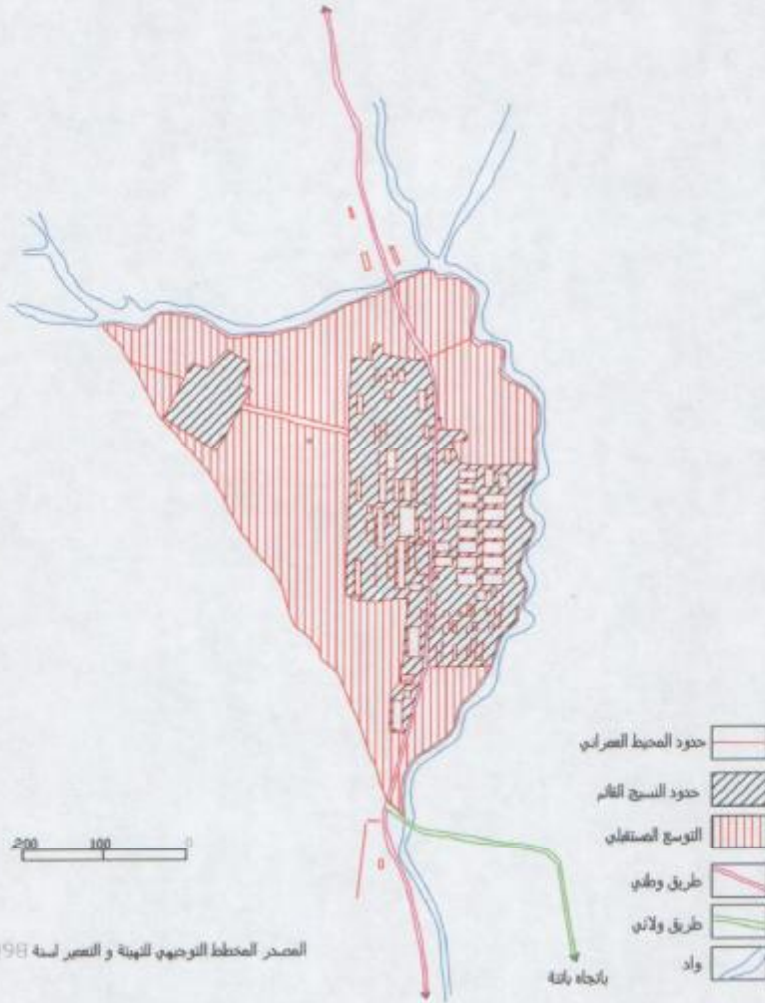 حدود المحيط العمراني
حدود النسيج القائم
التوسع المستقبلي
طريق وطني
طريق ولائي
واد
باتجاه باتنة
200 100 0
المصدر المخطط التوجيهي للتهيئة و التعمير لسنة 98